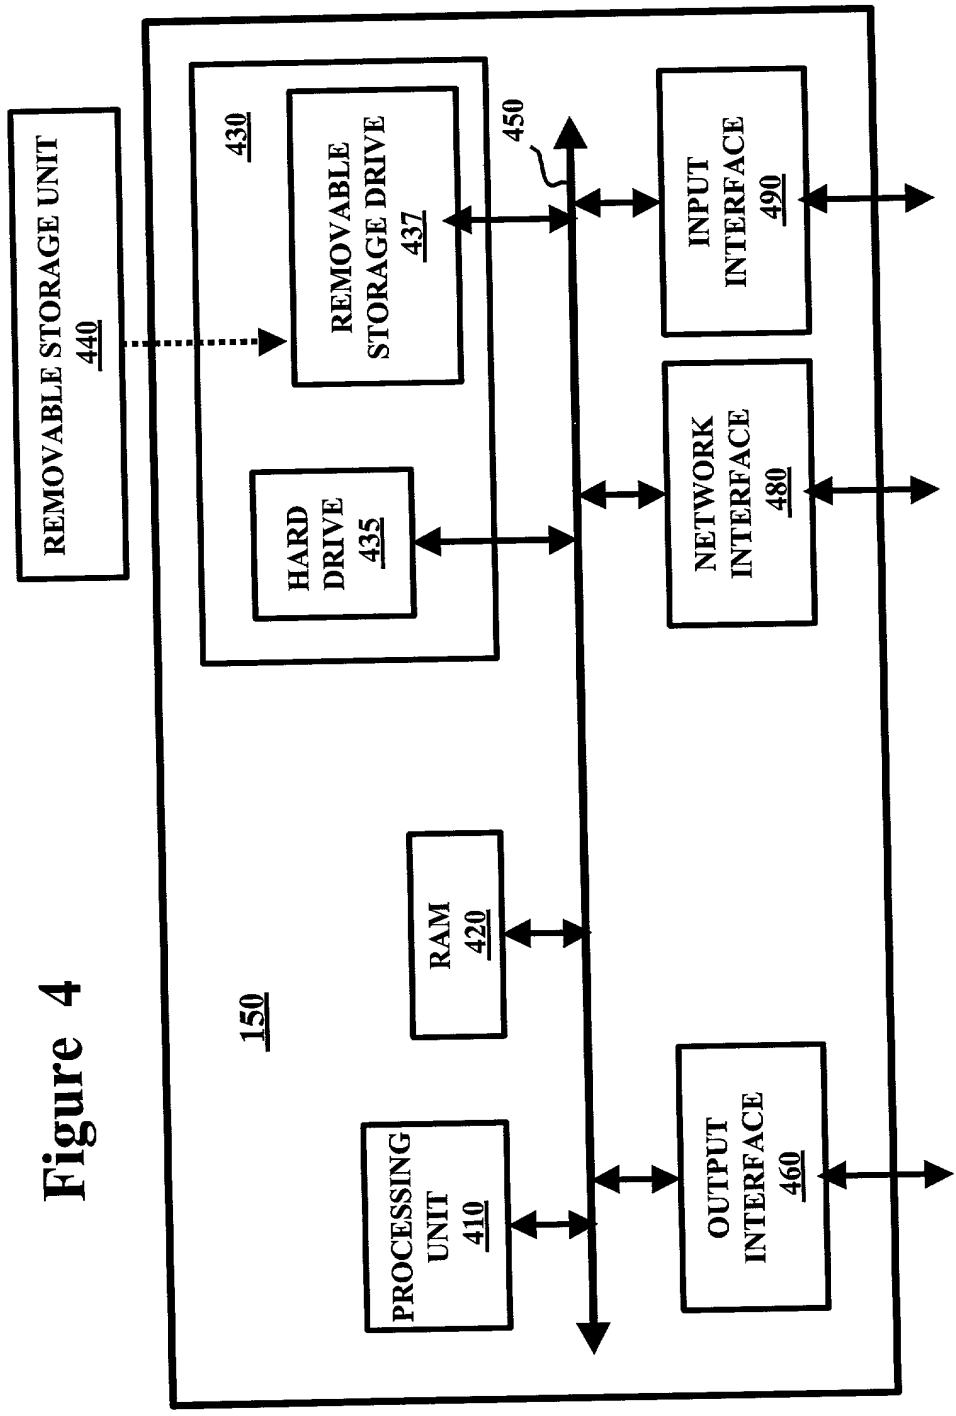 Figure 4
REMOVABLE STORAGE UNIT
440
150
430
PROCESSING
UNIT
410
RAM
420
HARD
DRIVE
435
REMOVABLE
STORAGE DRIVE
437
450
OUTPUT
INTERFACE
460
NETWORK
INTERFACE
480
INPUT
INTERFACE
490